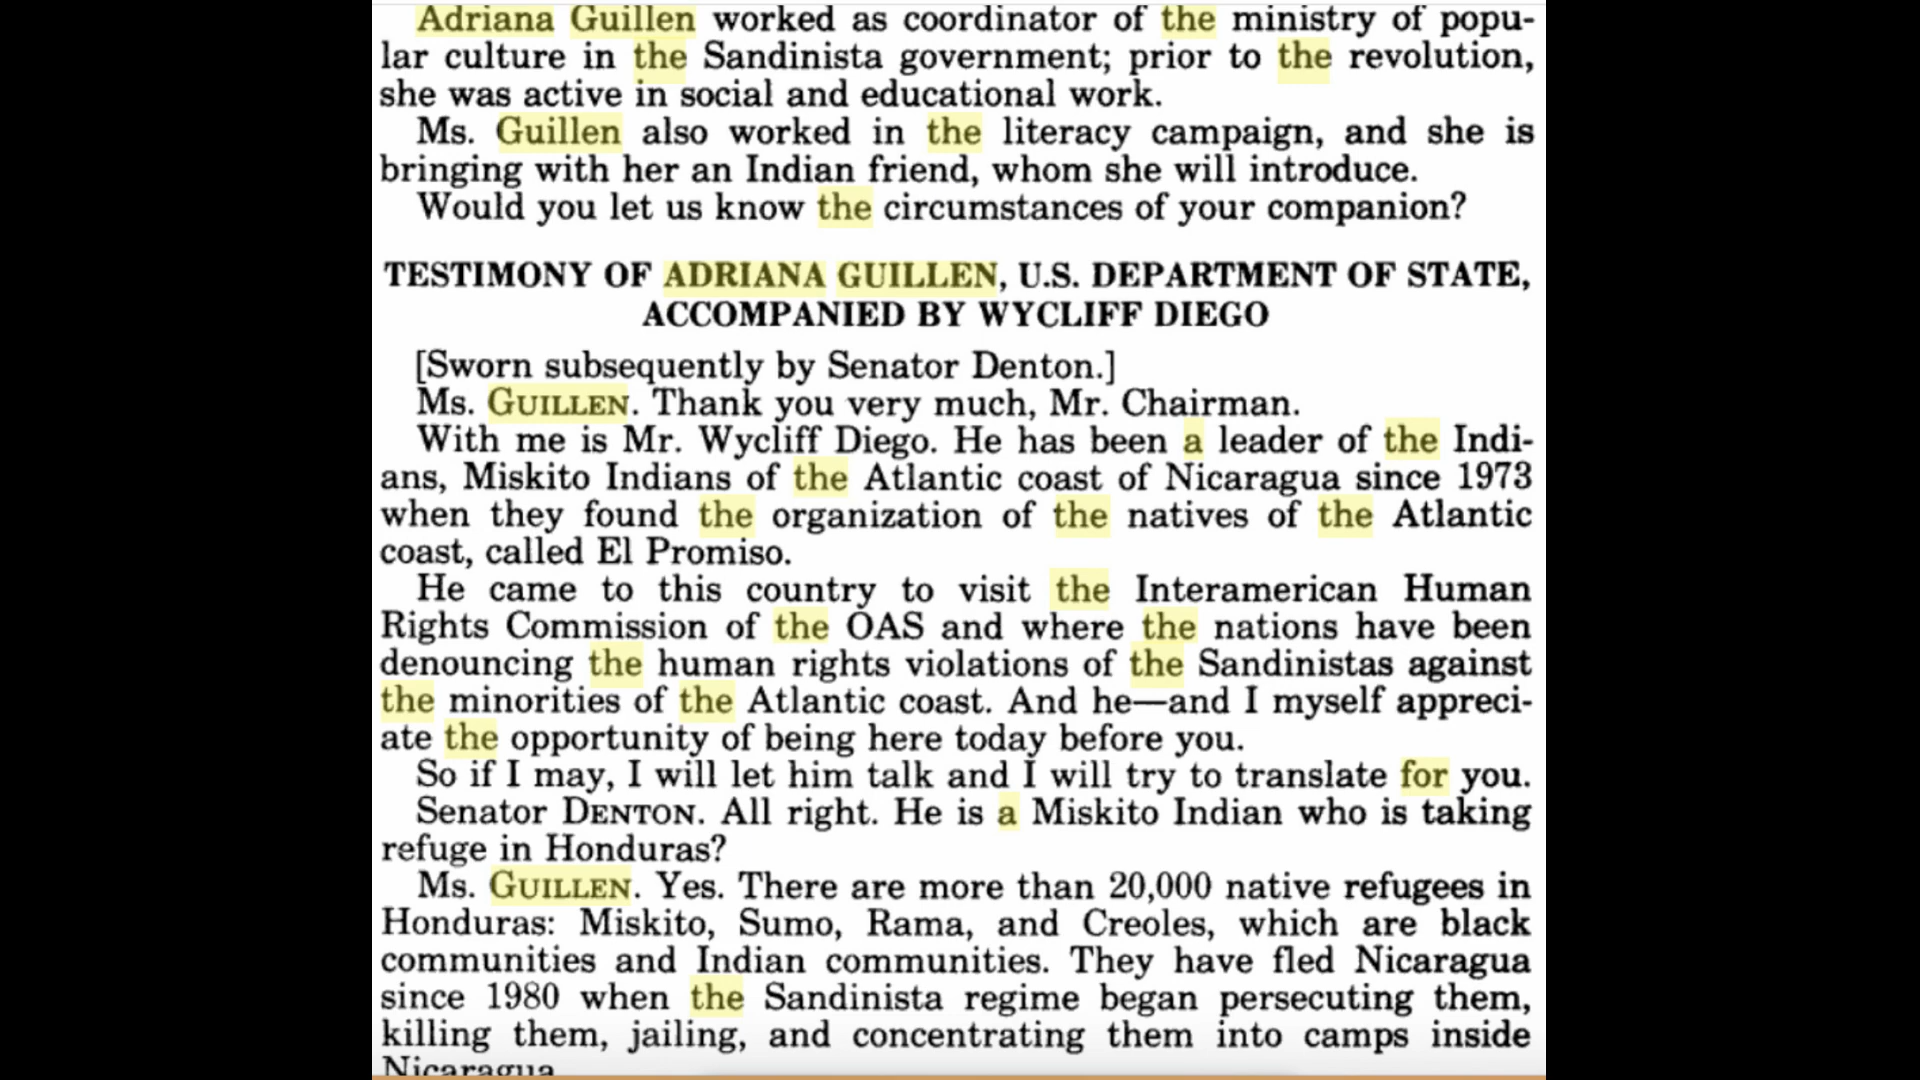 Adriana Guillen worked as coordinator of the ministry of popu-
lar culture in the Sandinista government; prior to the revolution,
she was active in social and educational work.
Ms. Guillen also worked in the literacy campaign, and she is
bringing with her an Indian friend, whom she will introduce.
Would you let us know the circumstances of your companion?
TESTIMONY OF ADRIANA GUILLEN, U.S. DEPARTMENT OF STATE,
ACCOMPANIED BY WYCLIFF DIEGO
[Sworn subsequently by Senator Denton.]
Ms. GUILLEN. Thank you very much, Mr. Chairman.
With me is Mr. Wycliff Diego. He has been a leader of the Indi-
ans, Miskito Indians of the Atlantic coast of Nicaragua since 1973
when they found the organization of the natives of the Atlantic
coast, called El Promiso.
He came to this country to visit the Interamerican Human
Rights Commission of the OAS and where the nations have been
denouncing the human rights violations of the Sandinistas against
the minorities of the Atlantic coast. And he—and I myself appreci-
ate the opportunity of being here today before you.
So if I may, I will let him talk and I will try to translate for you.
Senator DENTON. All right. He is a Miskito Indian who is taking
refuge in Honduras?
Ms. GUILLEN. Yes. There are more than 20,000 native refugees in
Honduras: Miskito, Sumo, Rama, and Creoles, which are black
communities and Indian communities. They have fled Nicaragua
since 1980 when the Sandinista regime began persecuting them,
killing them, jailing, and concentrating them into camps inside
Nicaragua